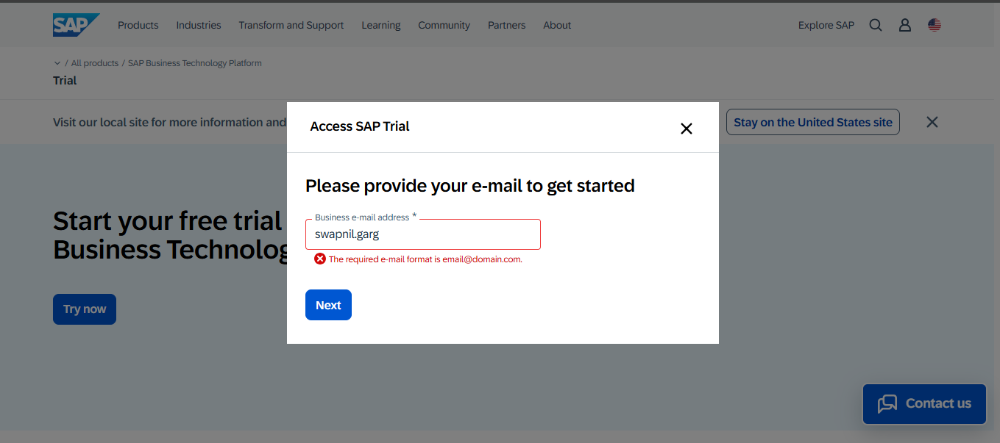 SAP
Products Industries Transform and Support Learning Community Partners About Explore SAP
/ All products / SAP Business Technology Platform
Trial
Visit our local site for more information and
Stay on the United States site
Access SAP Trial
Please provide your e-mail to get started
Business e-mail address *
swapnil.garg
The required e-mail format is email@domain.com.
Next
Start your free trial
Business Technolog
Try now
Contact us